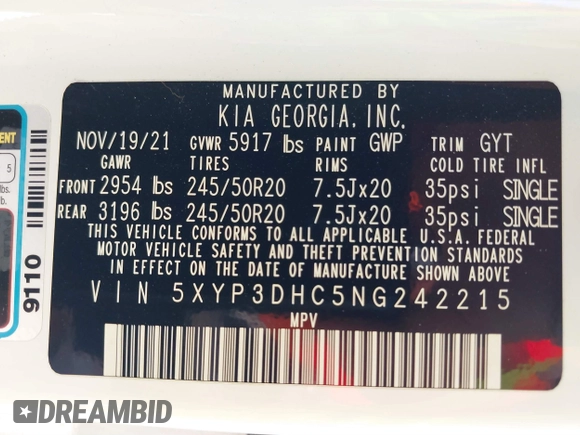 MANUFACTURED BY
KIA GEORGIA, INC.
NOV/19/21 GVWR 5917 lbs PAINT GWP TRIM GYT
GAWR TIRES RIMS COLD TIRE INFL
FRONT 2954 lbs 245/50R20 7.5Jx20 35psi SINGLE
REAR 3196 lbs 245/50R20 7.5Jx20 35psi SINGLE
THIS VEHICLE CONFORMS TO ALL APPLICABLE U.S.A. FEDERAL
MOTOR VEHICLE SAFETY AND THEFT PREVENTION STANDARDS
IN EFFECT ON THE DATE OF MANUFACTURE SHOWN ABOVE
VIN 5XYP3DHC5NG242215
MPV
ENT
5
lbs.
b.
9110
DREAMBID